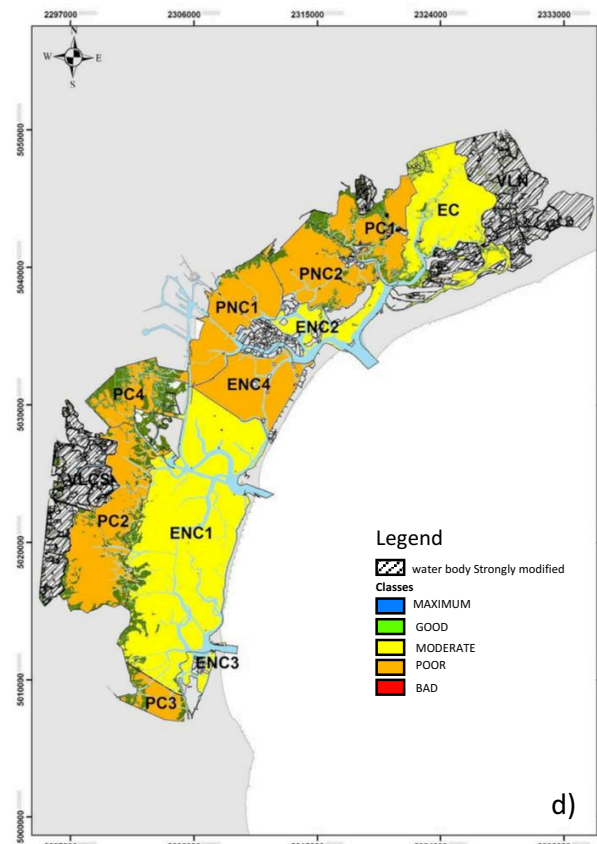 2297000 2306000 2315000 2324000 2333000
N
W E
S
5050000
VLN
EC
PC1
5040000
PNC2
PNC1
ENC2
ENC4
PC4
5030000
PC2
ENC1
5020000
Legend
water body Strongly modified
Classes
MAXIMUM
GOOD
MODERATE
POOR
BAD
ENC3
5010000
PC3
d)
5000000